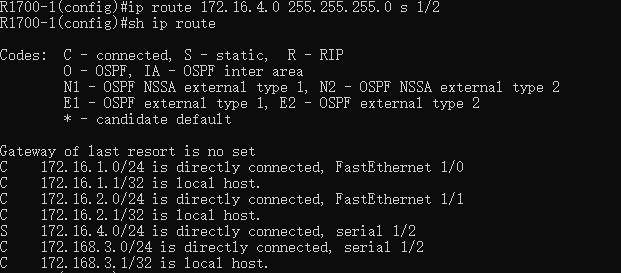 R1700-1(config)#ip route 172.16.4.0 255.255.255.0 s 1/2
R1700-1(config)#sh ip route
Codes:  C - connected, S - static,  R - RIP
O - OSPF, IA - OSPF inter area
N1 - OSPF NSSA external type 1, N2 - OSPF NSSA external type 2
E1 - OSPF external type 1, E2 - OSPF external type 2
* - candidate default
Gateway of last resort is no set
C    172.16.1.0/24 is directly connected, FastEthernet 1/0
C    172.16.1.1/32 is local host.
C    172.16.2.0/24 is directly connected, FastEthernet 1/1
C    172.16.2.1/32 is local host.
S    172.16.4.0/24 is directly connected, serial 1/2
C    172.168.3.0/24 is directly connected, serial 1/2
C    172.168.3.1/32 is local host.